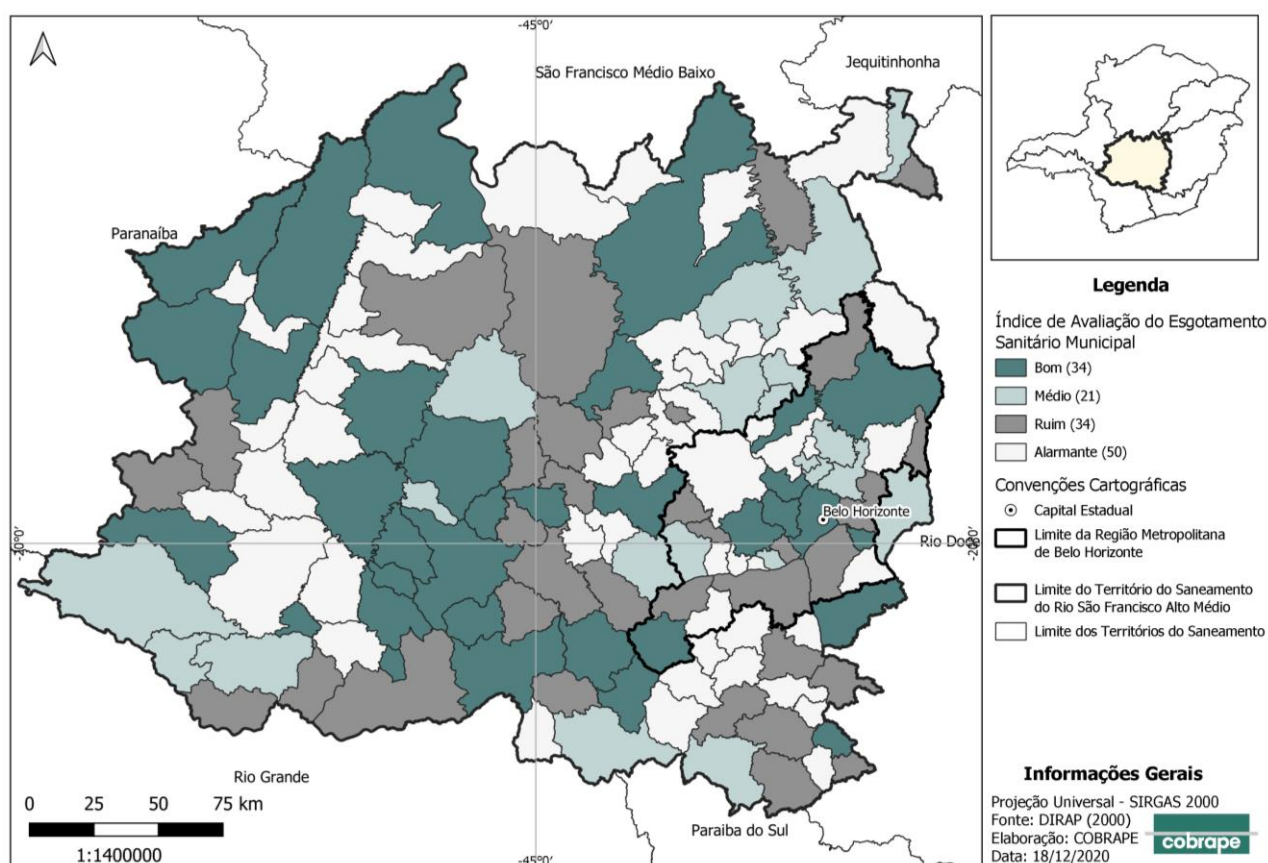 -45°0'
São Francisco Médio Baixo
Jequitinhonha
Paranaíba
Belo Horizonte
-20°0'
Rio Do
-20°0'
Rio Grande
Paraiba do Sul
0 25 50 75 km
1:1400000
-45°0'
Legenda
Índice de Avaliação do Esgotamento
Sanitário Municipal
Bom (34)
Médio (21)
Ruim (34)
Alarmante (50)
Convenções Cartográficas
Capital Estadual
Limite da Região Metropolitana
de Belo Horizonte
Limite do Território do Saneamento
do Rio São Francisco Alto Médio
Limite dos Territórios do Saneamento
Informações Gerais
Projeção Universal - SIRGAS 2000
Fonte: DIRAP (2000)
Elaboração: COBRAPE
Data: 18/12/2020
cobrape